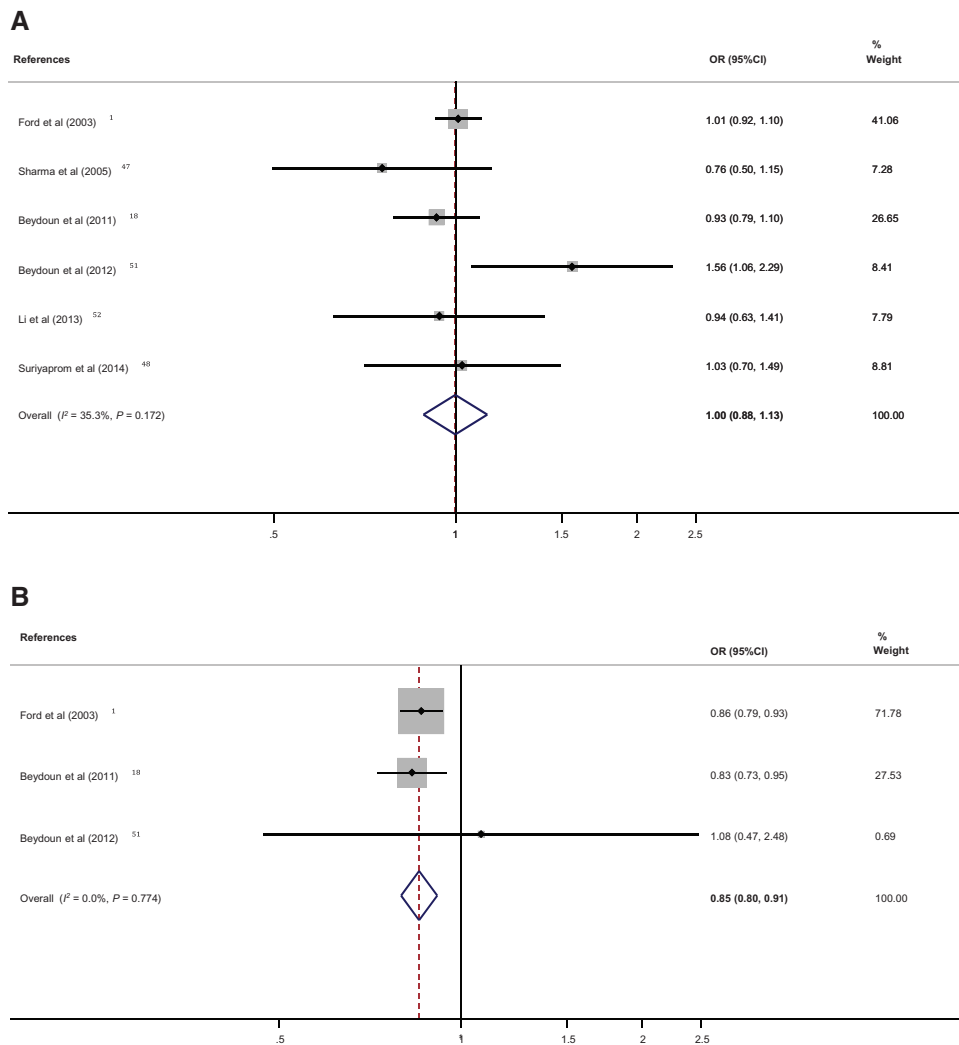 A
References OR (95%CI) % Weight
Ford et al (2003) 1 1.01 (0.92, 1.10) 41.06
Sharma et al (2005) 47 0.76 (0.50, 1.15) 7.28
Beydoun et al (2011) 18 0.93 (0.79, 1.10) 26.65
Beydoun et al (2012) 51 1.56 (1.06, 2.29) 8.41
Li et al (2013) 52 0.94 (0.63, 1.41) 7.79
Suriyaprom et al (2014) 48 1.03 (0.70, 1.49) 8.81
Overall (I² = 35.3%, P = 0.172) 1.00 (0.88, 1.13) 100.00
.5 1 1.5 2 2.5
B
References OR (95%CI) % Weight
Ford et al (2003) 1 0.86 (0.79, 0.93) 71.78
Beydoun et al (2011) 18 0.83 (0.73, 0.95) 27.53
Beydoun et al (2012) 51 1.08 (0.47, 2.48) 0.69
Overall (I² = 0.0%, P = 0.774) 0.85 (0.80, 0.91) 100.00
.5 1 1.5 2 2.5